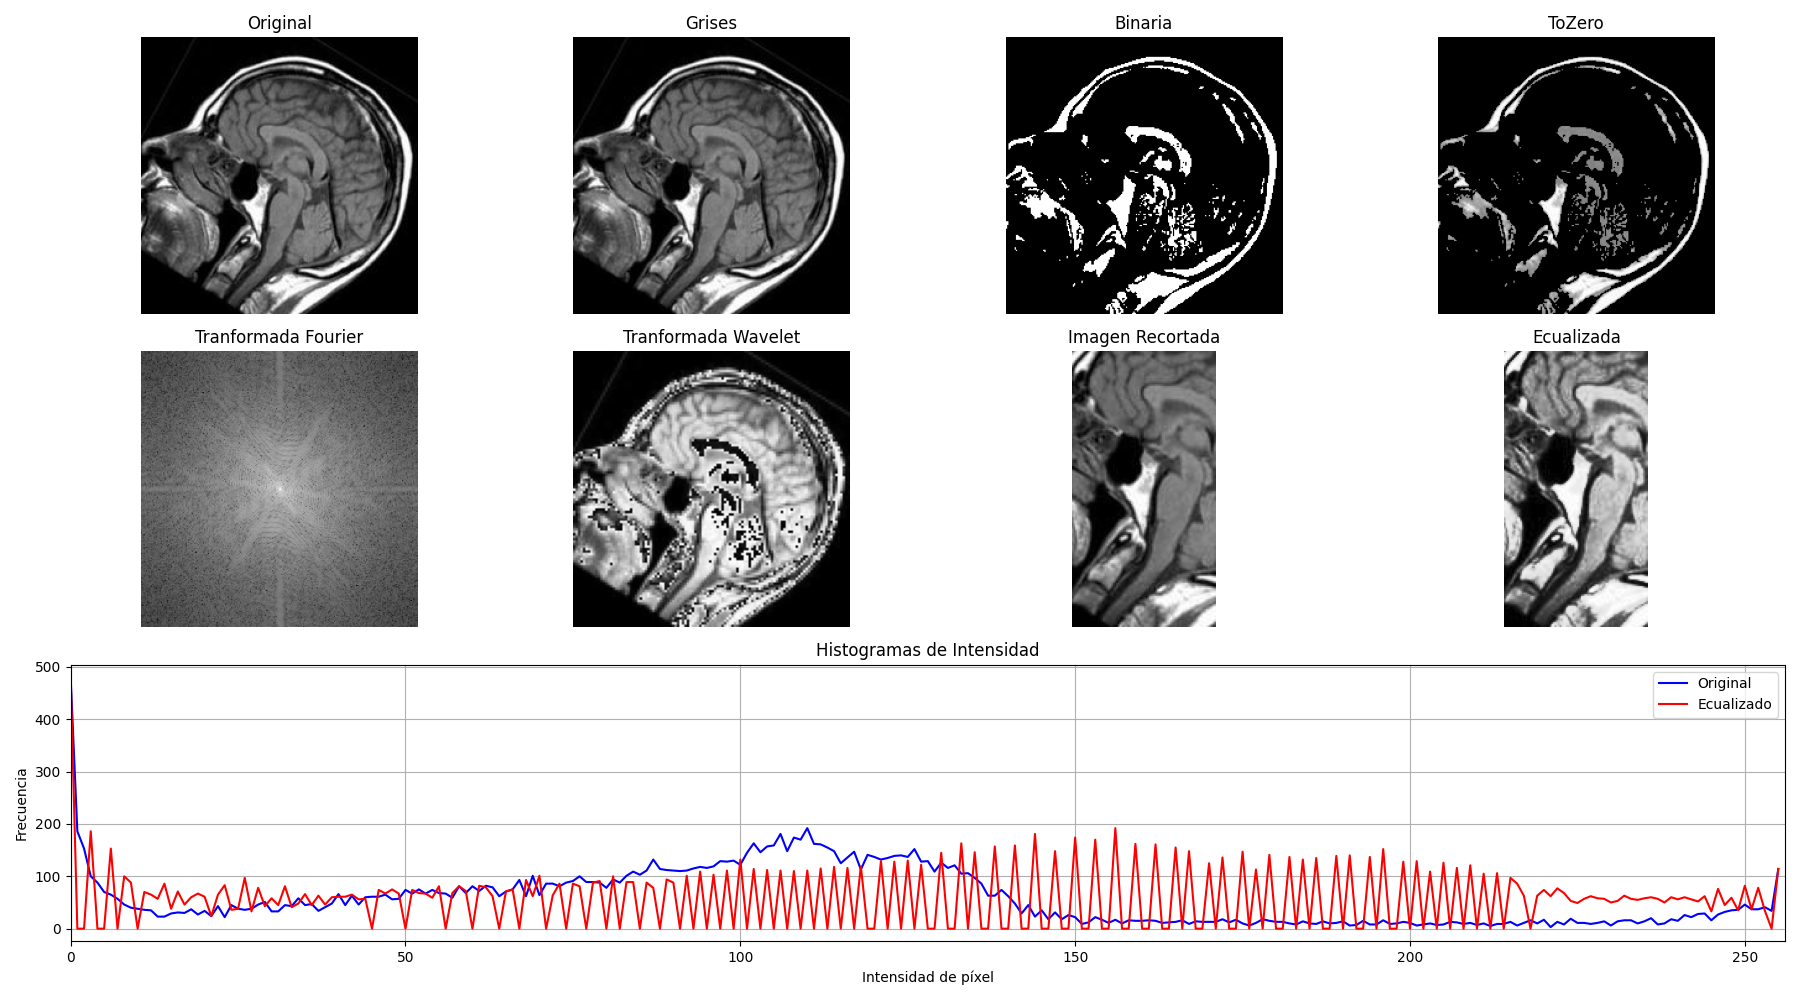 Original
Grises
Binaria
ToZero
Tranformada Fourier
Tranformada Wavelet
Imagen Recortada
Ecualizada
Histogramas de Intensidad
Original
Ecualizado
Frecuencia
500
400
300
200
100
0
0
50
100
150
200
250
Intensidad de píxel